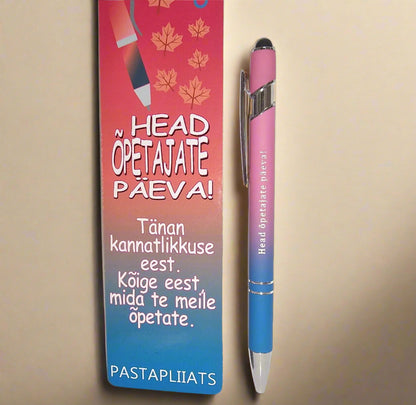 HEAD
ÕPETAJATE
PÄEVA!
Tänan
kannatlikkuse
eest.
Kõige eest,
mida te meile
õpetate.
PASTAPLIIATS
Head õpetajate päeva!